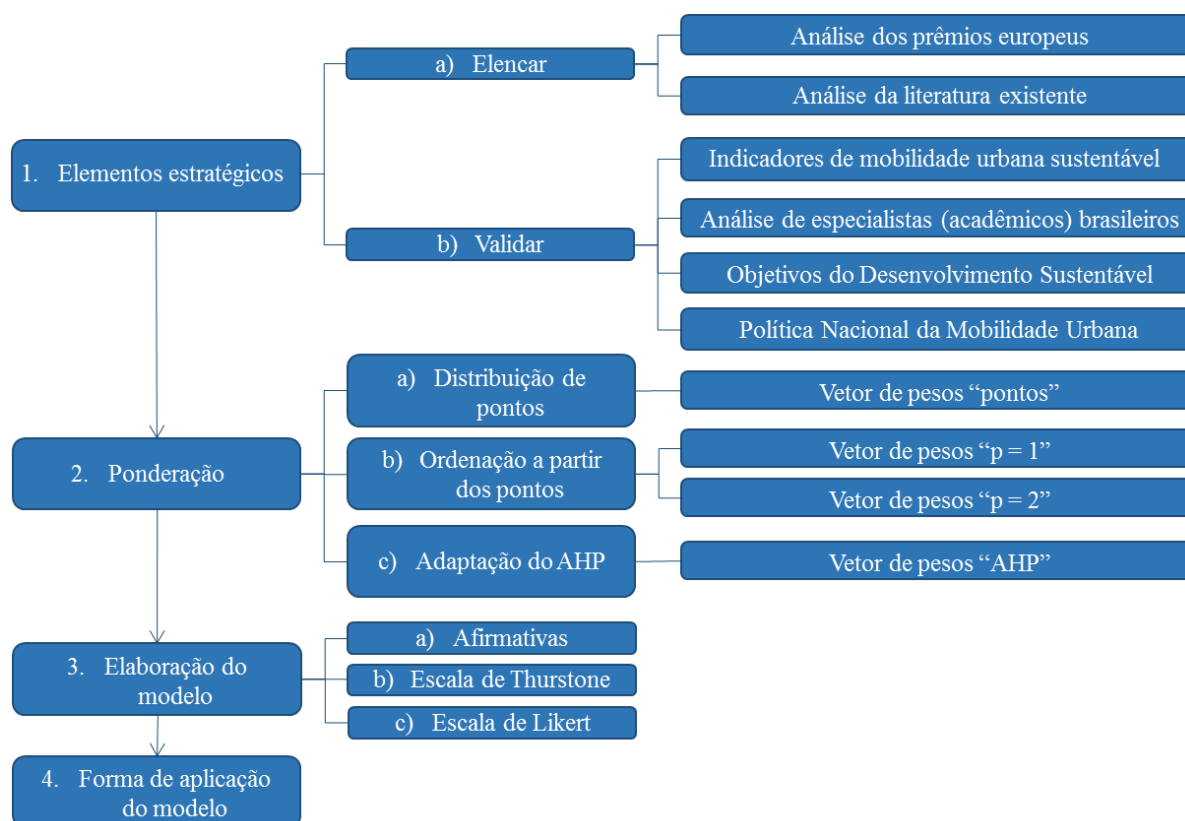 1. Elementos estratégicos
a) Elencar
Análise dos prêmios europeus
Análise da literatura existente
b) Validar
Indicadores de mobilidade urbana sustentável
Análise de especialistas (acadêmicos) brasileiros
Objetivos do Desenvolvimento Sustentável
Política Nacional da Mobilidade Urbana
2. Ponderação
a) Distribuição de
pontos
Vetor de pesos “pontos”
b) Ordenação a partir
dos pontos
Vetor de pesos “p = 1”
Vetor de pesos “p = 2”
c) Adaptação do AHP
Vetor de pesos “AHP”
3. Elaboração do
modelo
a) Afirmativas
b) Escala de Thurstone
c) Escala de Likert
4. Forma de aplicação
do modelo